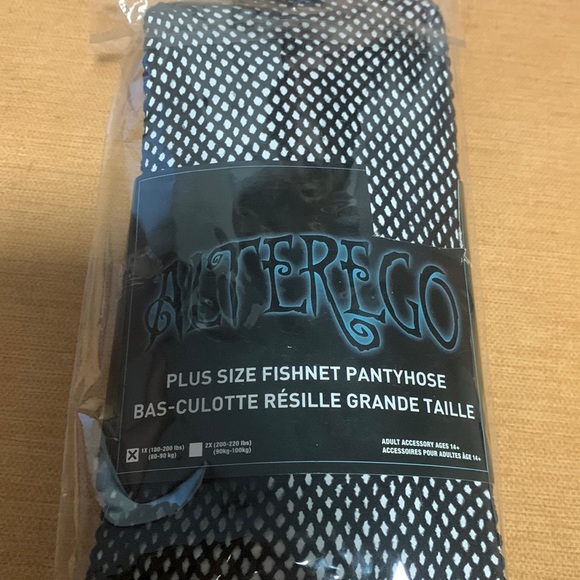 ALTEREGO
PLUS SIZE FISHNET PANTYHOSE
BAS-CULOTTE RÉSILLE GRANDE TAILLE
1X (100-200 lbs) 2X (200-220 lbs)
(80-90 kg) (90kg-100kg)
ADULT ACCESSORY AGES 14+
ACCESSOIRES POUR ADULTES ÂGE 14+